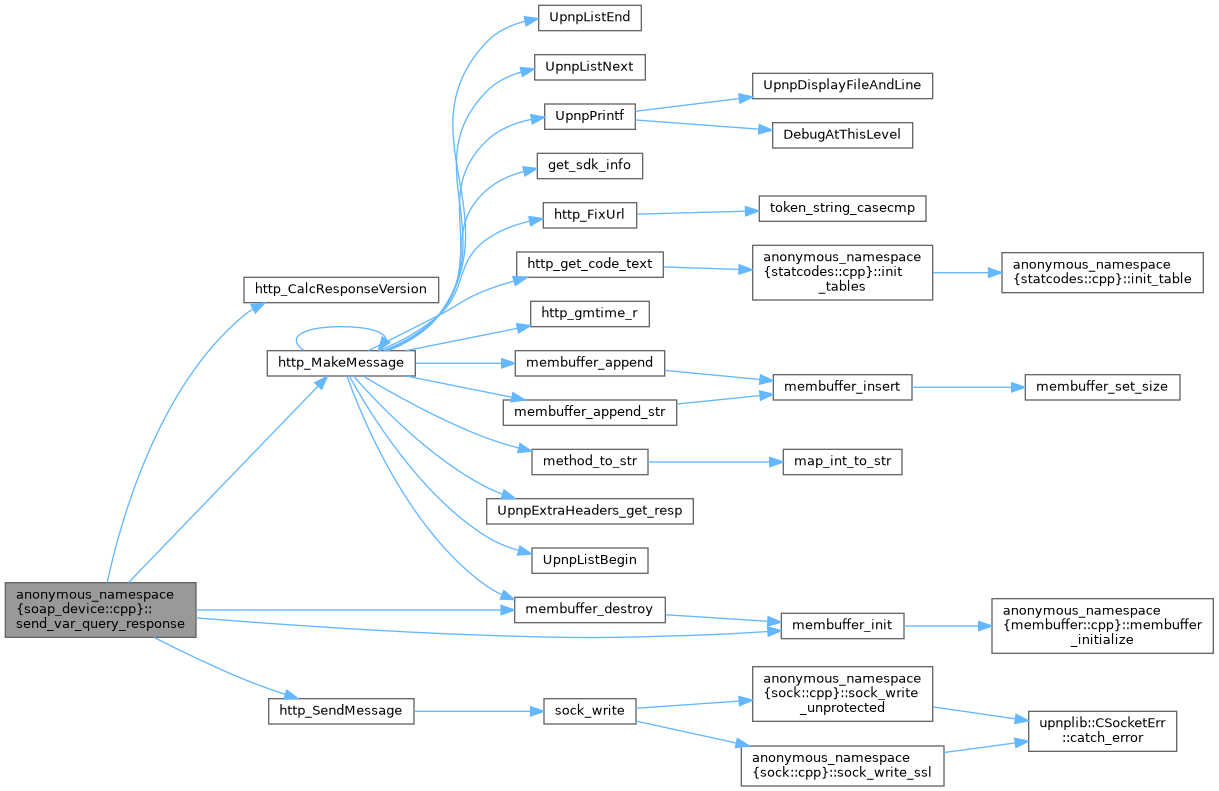 UpnpListEnd
UpnpListNext
UpnpPrintf
UpnpDisplayFileAndLine
DebugAtThisLevel
get_sdk_info
http_FixUrl
token_string_casecmp
http_get_code_text
anonymous_namespace
{statcodes::cpp}::init
_tables
anonymous_namespace
{statcodes::cpp}::init_table
http_CalcResponseVersion
http_gmtime_r
http_MakeMessage
membuffer_append
membuffer_insert
membuffer_set_size
membuffer_append_str
method_to_str
map_int_to_str
UpnpExtraHeaders_get_resp
UpnpListBegin
anonymous_namespace
{soap_device::cpp}::
send_var_query_response
membuffer_destroy
membuffer_init
anonymous_namespace
{membuffer::cpp}::membuffer
_initialize
http_SendMessage
sock_write
anonymous_namespace
{sock::cpp}::sock_write
_unprotected
anonymous_namespace
{sock::cpp}::sock_write_ssl
upnplib::CSocketErr
::catch_error